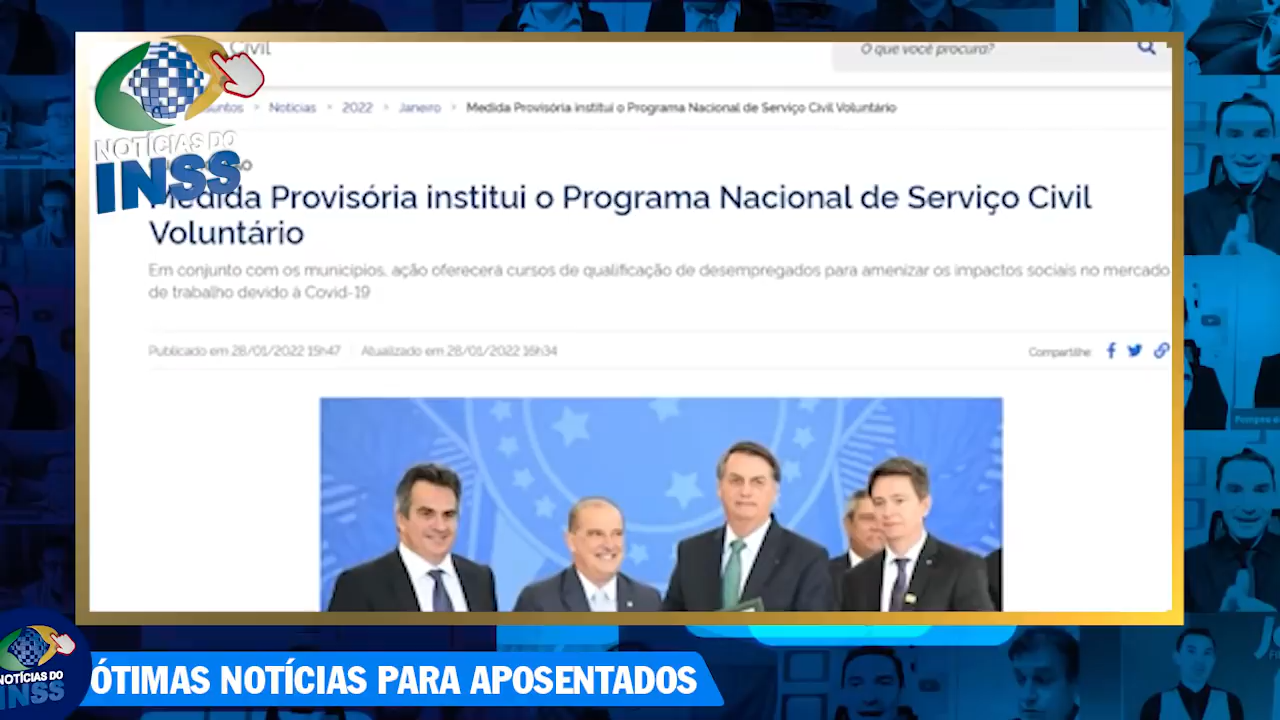 Civil
O que você procura?
Notícias > 2022 > Janeiro > Medida Provisória institui o Programa Nacional de Serviço Civil Voluntário
NOTÍCIAS DO
INSS
Medida Provisória institui o Programa Nacional de Serviço Civil
Voluntário
Em conjunto com os municípios, ação oferecerá cursos de qualificação de desempregados para amenizar os impactos sociais no mercado
de trabalho devido à Covid-19
Publicado em 28/01/2022 15h47
Atualizado em 28/01/2022 16h34
Compartilhe
NOTÍCIAS DO
INSS
ÓTIMAS NOTÍCIAS PARA APOSENTADOS